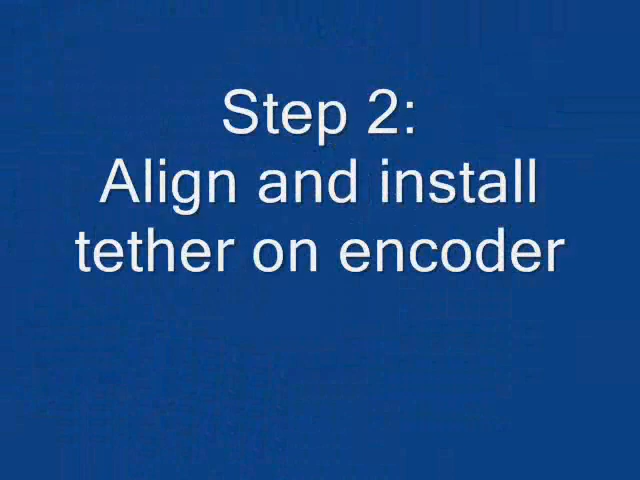 Step 2:
Align and install
tether on encoder